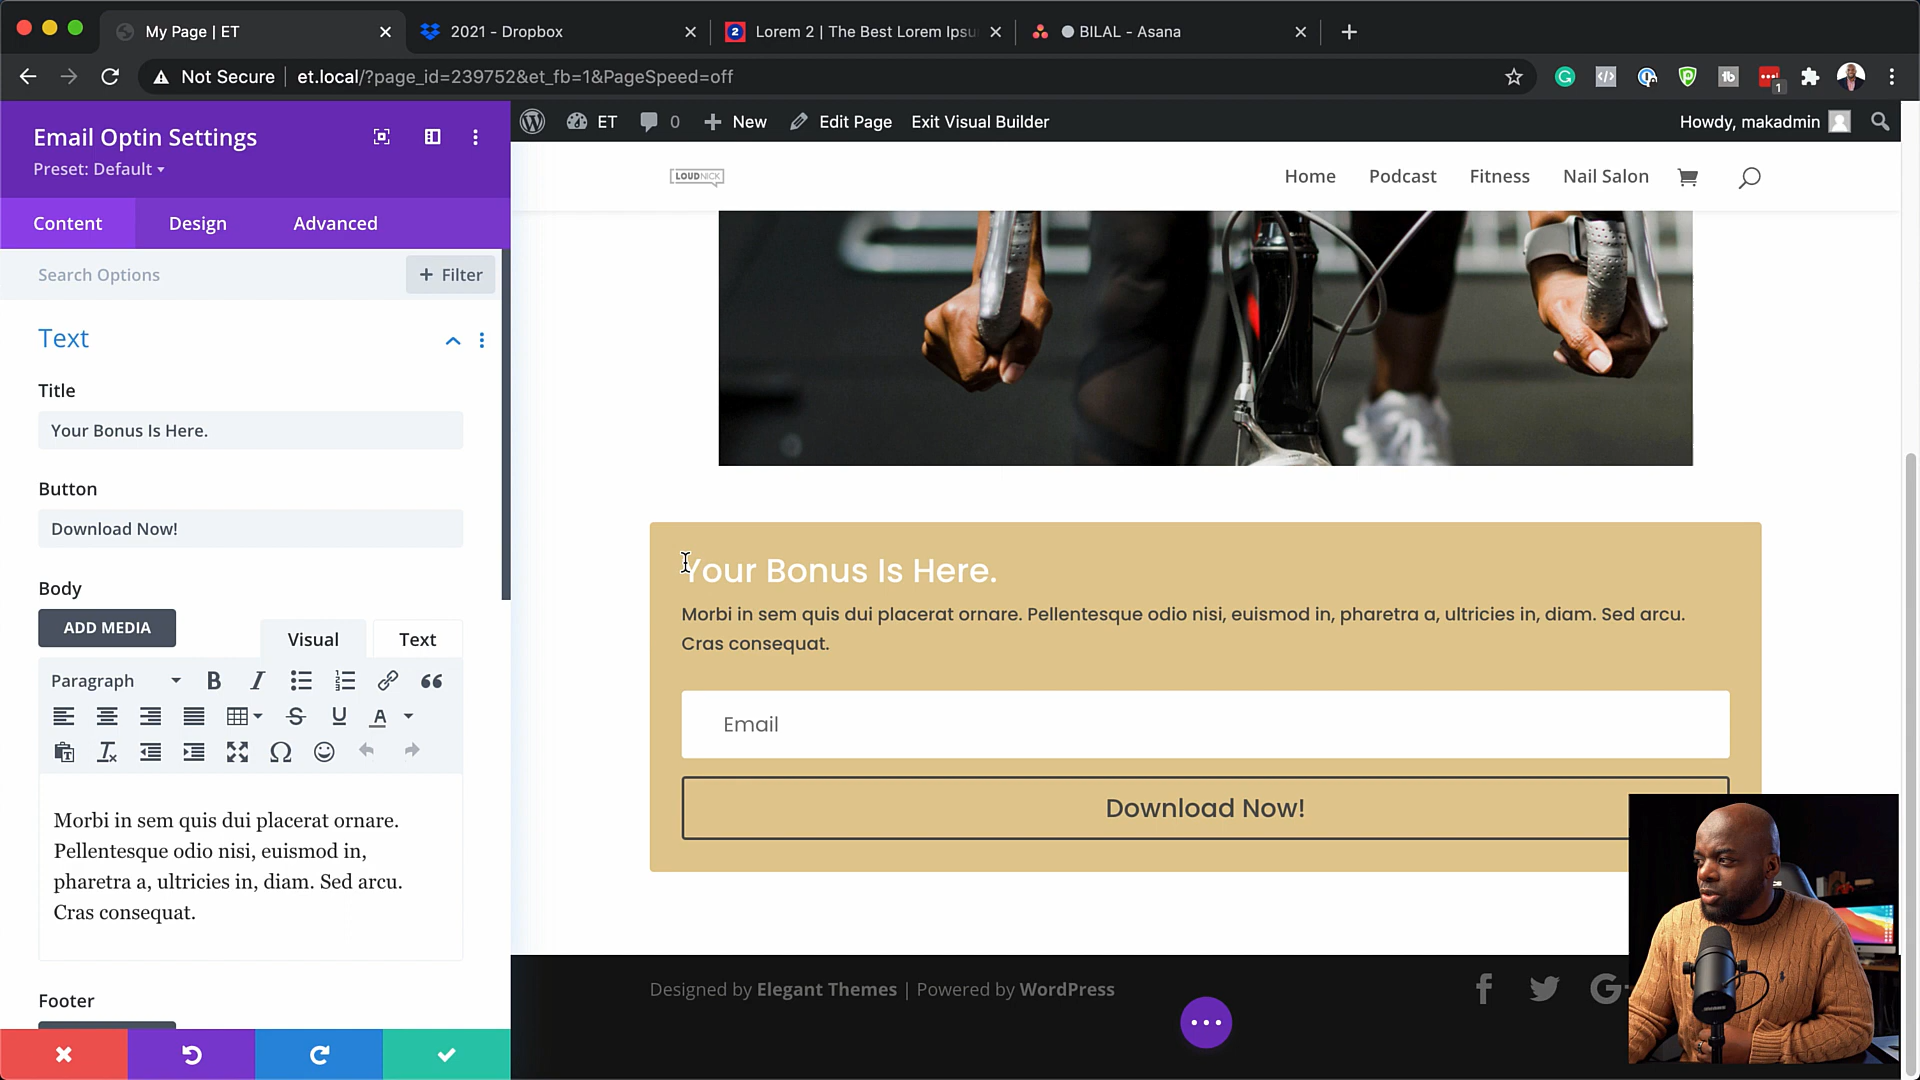 My Page | ET
2021 - Dropbox
2
Lorem 2 | The Best Lorem Ipsu
BILAL - Asana
Not Secure
et.local/?page_id=239752&et_fb=1&PageSpeed=off
1
Email Optin Settings
Preset: Default
ET
0
New
Edit Page
Exit Visual Builder
Howdy, makadmin
LOUDNICK
Home
Podcast
Fitness
Nail Salon
Content
Design
Advanced
Search Options
+ Filter
Text
Title
Your Bonus Is Here.
Button
Download Now!
Body
ADD MEDIA
Visual
Text
Paragraph
Morbi in sem quis dui placerat ornare.
Pellentesque odio nisi, euismod in,
pharetra a, ultricies in, diam. Sed arcu.
Cras consequat.
Footer
Your Bonus Is Here.
Morbi in sem quis dui placerat ornare. Pellentesque odio nisi, euismod in, pharetra a, ultricies in, diam. Sed arcu.
Cras consequat.
Email
Download Now!
Designed by Elegant Themes | Powered by WordPress